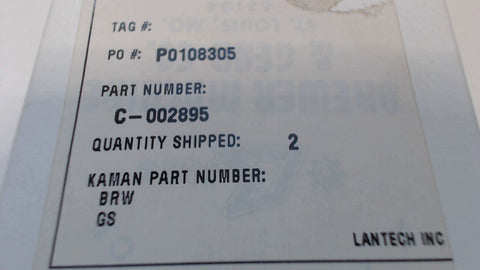 TAG #:
PO #: P0108305
PART NUMBER:
C-002895
QUANTITY SHIPPED: 2
KAMAN PART NUMBER:
BRW
GS
LANTECH INC